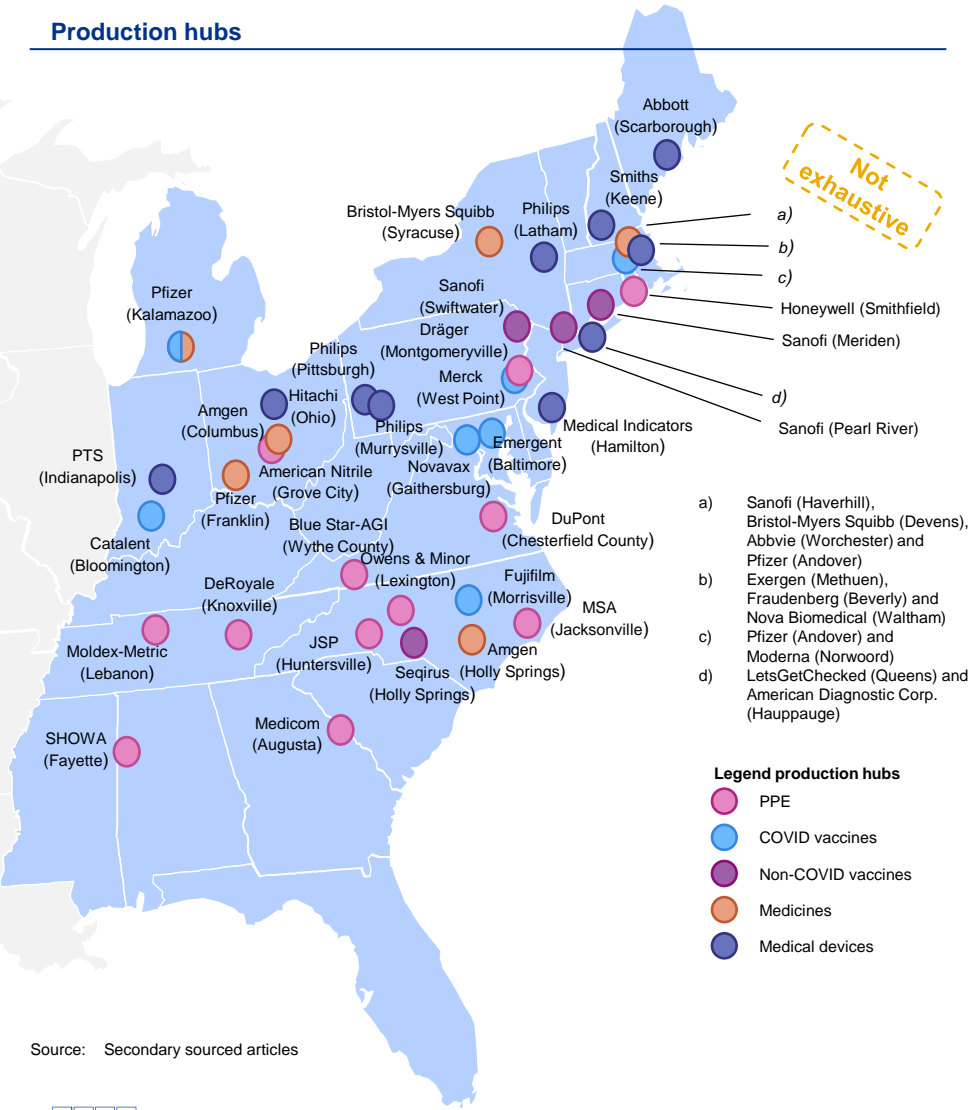 Production hubs
Abbott
(Scarborough)
Not
exhaustive
Smiths
(Keene)
Bristol-Myers Squibb
(Syracuse)
Philips
(Latham)
a)
b)
c)
Honeywell (Smithfield)
Sanofi (Meriden)
d)
Sanofi (Pearl River)
Sanofi
(Swiftwater)
Pfizer
(Kalamazoo)
Dräger
(Montgomeryville)
Philips
(Pittsburgh)
Merck
(West Point)
Hitachi
(Ohio)
Amgen
(Columbus)
Medical Indicators
(Hamilton)
Philips
(Murrysville)
Emergent
(Baltimore)
PTS
(Indianapolis)
American Nitrile
(Grove City)
Novavax
(Gaithersburg)
Pfizer
(Franklin)
Catalent
(Bloomington)
Blue Star-AGI
(Wythe County)
DuPont
(Chesterfield County)
Owens & Minor
(Lexington)
DeRoyale
(Knoxville)
Fujifilm
(Morrisville)
MSA
(Jacksonville)
Moldex-Metric
(Lebanon)
JSP
(Huntersville)
Seqirus
(Holly Springs)
Amgen
(Holly Springs)
SHOWA
(Fayette)
Medicom
(Augusta)
a) Sanofi (Haverhill),
Bristol-Myers Squibb (Devens),
Abbvie (Worchester) and
Pfizer (Andover)
b) Exergen (Methuen),
Fraudenberg (Beverly) and
Nova Biomedical (Waltham)
c) Pfizer (Andover) and
Moderna (Norwoord)
d) LetsGetChecked (Queens) and
American Diagnostic Corp.
(Hauppauge)
Legend production hubs
PPE
COVID vaccines
Non-COVID vaccines
Medicines
Medical devices
Source: Secondary sourced articles